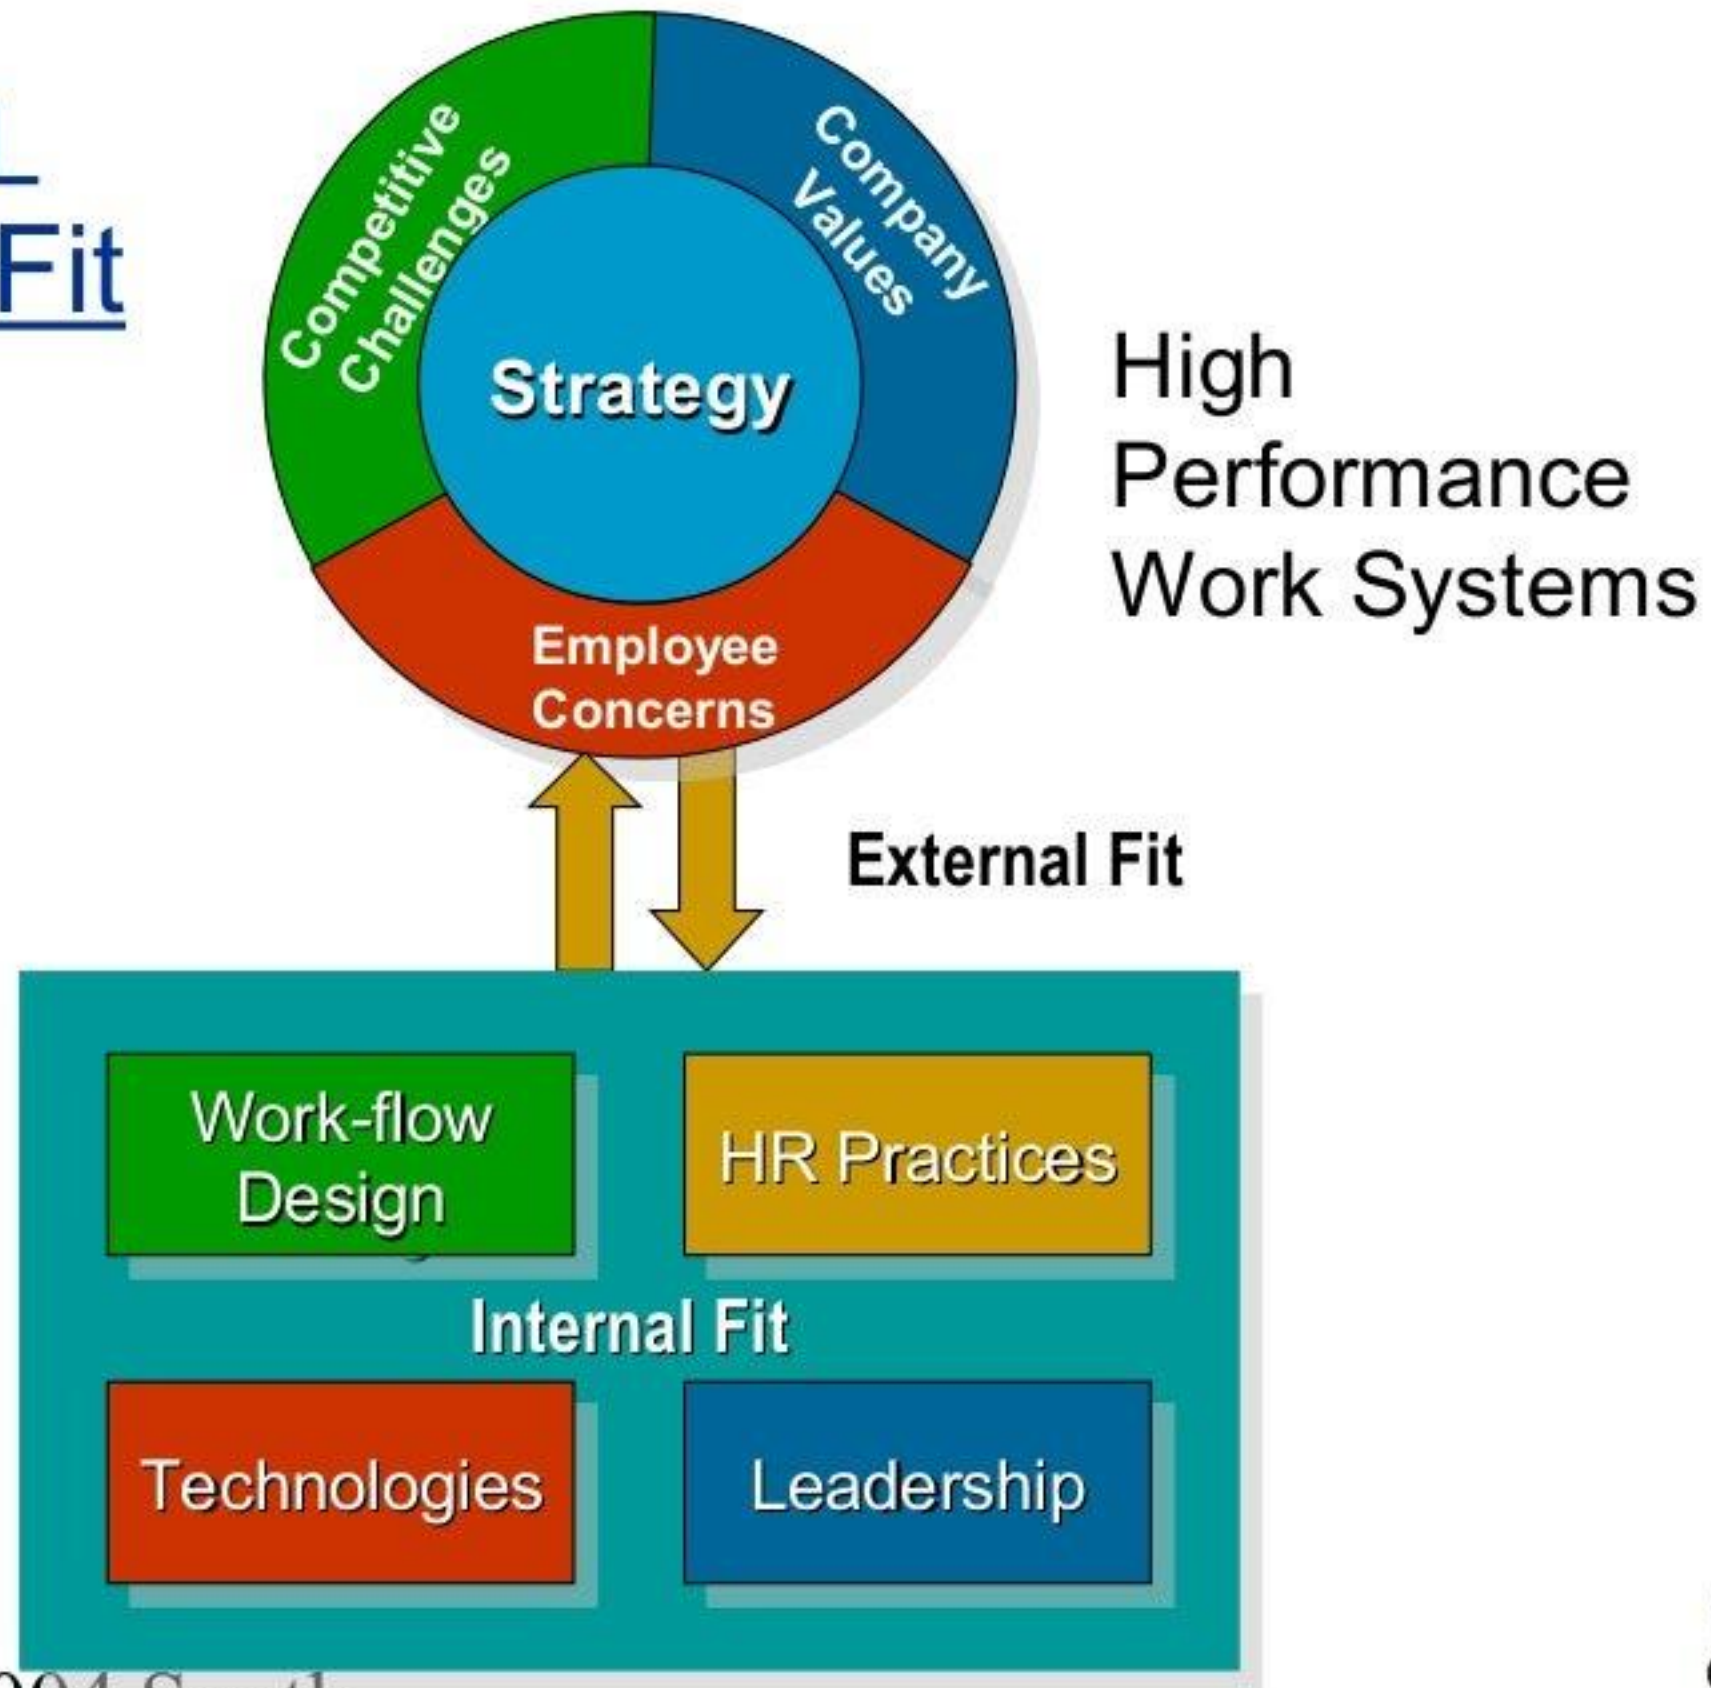 Fit
Competitive
Challenges
Company
Values
Strategy
Employee
Concerns
High
Performance
Work Systems
External Fit
Work-flow
Design
HR Practices
Internal Fit
Technologies
Leadership